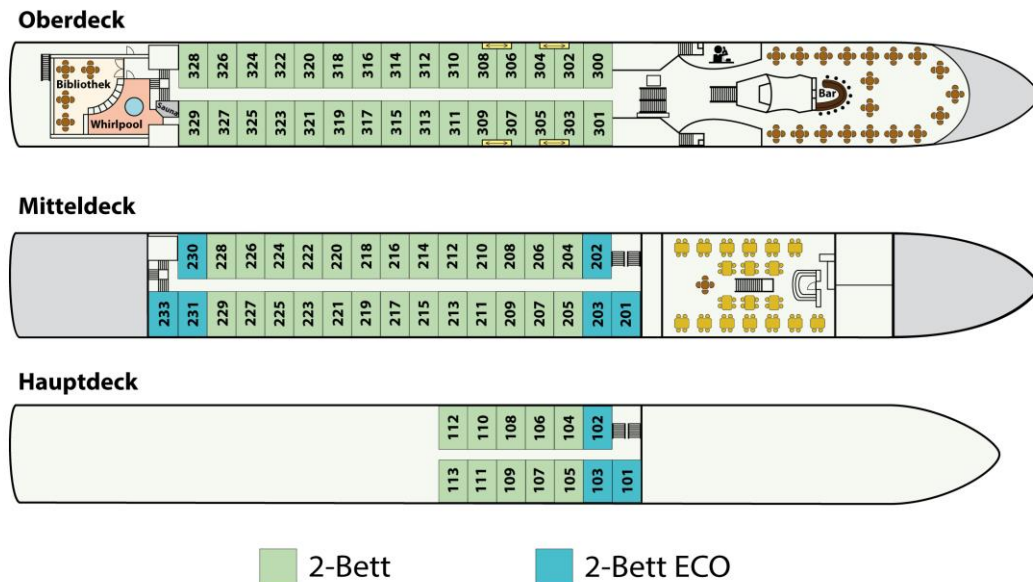 Oberdeck
328 326 324 322 320 318 316 314 312 310 308 306 304 302 300
Bibliothek
Sauna
Whirlpool
Bar
329 327 325 323 321 319 317 315 313 311 309 307 305 303 301
Mitteldeck
230 228 226 224 222 220 218 216 214 212 210 208 206 204 202
233 231 229 227 225 223 221 219 217 215 213 211 209 207 205 203 201
Hauptdeck
112 110 108 106 104 102
113 111 109 107 105 103 101
2-Bett 2-Bett ECO